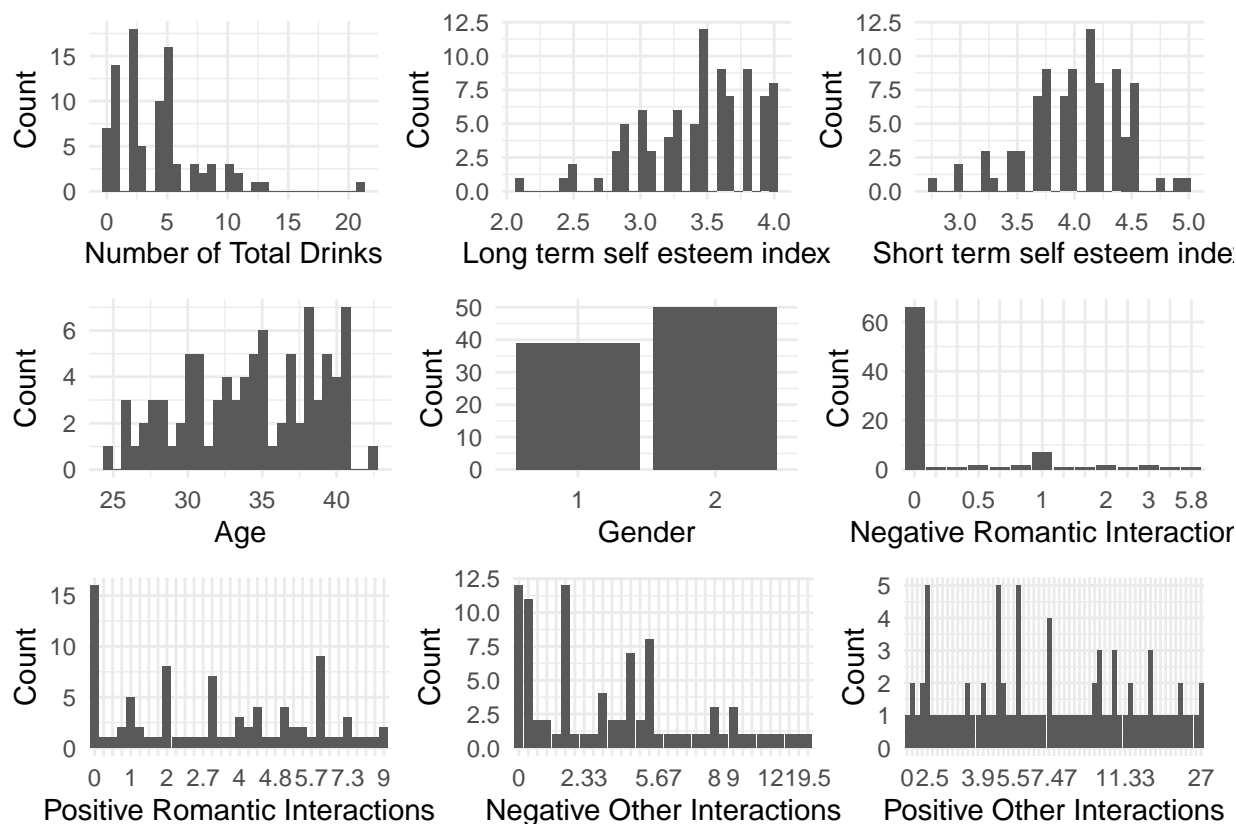 Count
15
10
5
0
0 5 10 15 20
Number of Total Drinks
Count
12.5
10.0
7.5
5.0
2.5
0.0
2.0 2.5 3.0 3.5 4.0
Long term self esteem index
Count
12.5
10.0
7.5
5.0
2.5
0.0
3.0 3.5 4.0 4.5 5.0
Short term self esteem index
Count
6
4
2
0
25 30 35 40
Age
Count
50
40
30
20
10
0
1 2
Gender
Count
60
40
20
0
0 0.5 1 2 3 5.8
Negative Romantic Interaction
Count
15
10
5
0
0 1 2 2.7 4 4.8 5.7 7.3 9
Positive Romantic Interactions
Count
12.5
10.0
7.5
5.0
2.5
0.0
0 2.33 5.67 8 9 12 19.5
Negative Other Interactions
Count
5
4
3
2
1
0
0 2.5 3.9 5.5 7.47 11.33 27
Positive Other Interactions